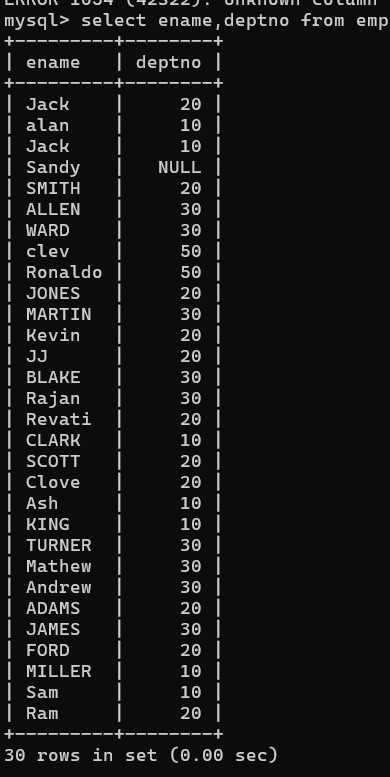 ERROR 1054 (42S22): Unknown column
mysql> select ename,deptno from emp
+---------+--------+
| ename   | deptno |
+---------+--------+
| Jack    |     20 |
| alan    |     10 |
| Jack    |     10 |
| Sandy   |   NULL |
| SMITH   |     20 |
| ALLEN   |     30 |
| WARD    |     30 |
| clev    |     50 |
| Ronaldo |     50 |
| JONES   |     20 |
| MARTIN  |     30 |
| Kevin   |     20 |
| JJ      |     20 |
| BLAKE   |     30 |
| Rajan   |     30 |
| Revati  |     20 |
| CLARK   |     10 |
| SCOTT   |     20 |
| Clove   |     20 |
| Ash     |     10 |
| KING    |     10 |
| TURNER  |     30 |
| Mathew  |     30 |
| Andrew  |     30 |
| ADAMS   |     20 |
| JAMES   |     30 |
| FORD    |     20 |
| MILLER  |     10 |
| Sam     |     10 |
| Ram     |     20 |
+---------+--------+
30 rows in set (0.00 sec)